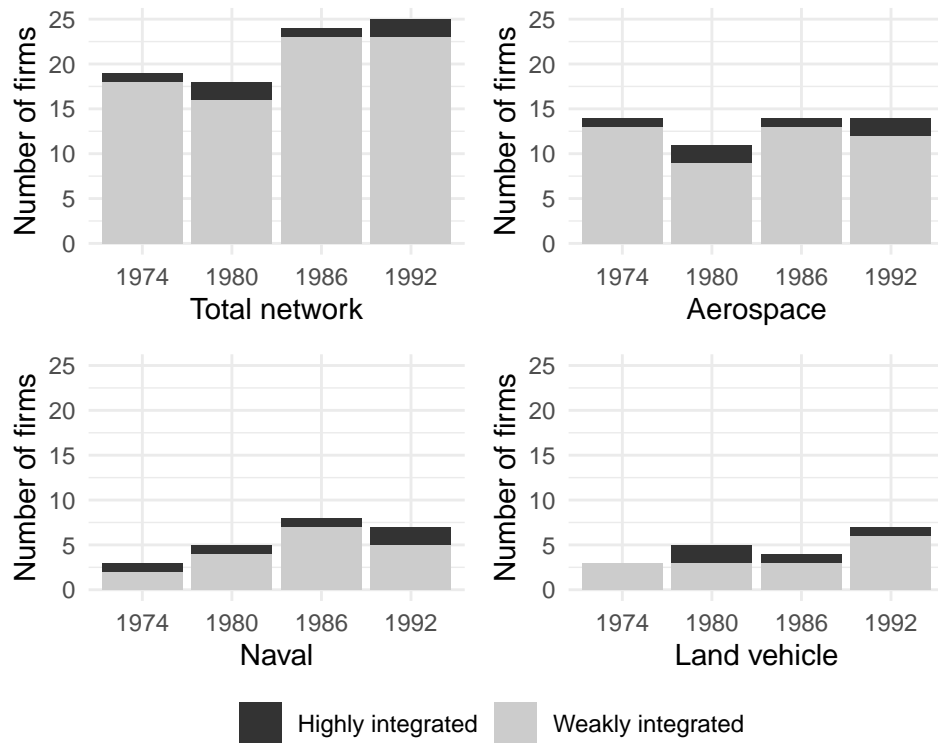 Number of firms
25
20
15
10
5
0
1974 1980 1986 1992
Total network
Number of firms
25
20
15
10
5
0
1974 1980 1986 1992
Aerospace
Number of firms
25
20
15
10
5
0
1974 1980 1986 1992
Naval
Number of firms
25
20
15
10
5
0
1974 1980 1986 1992
Land vehicle
Highly integrated Weakly integrated